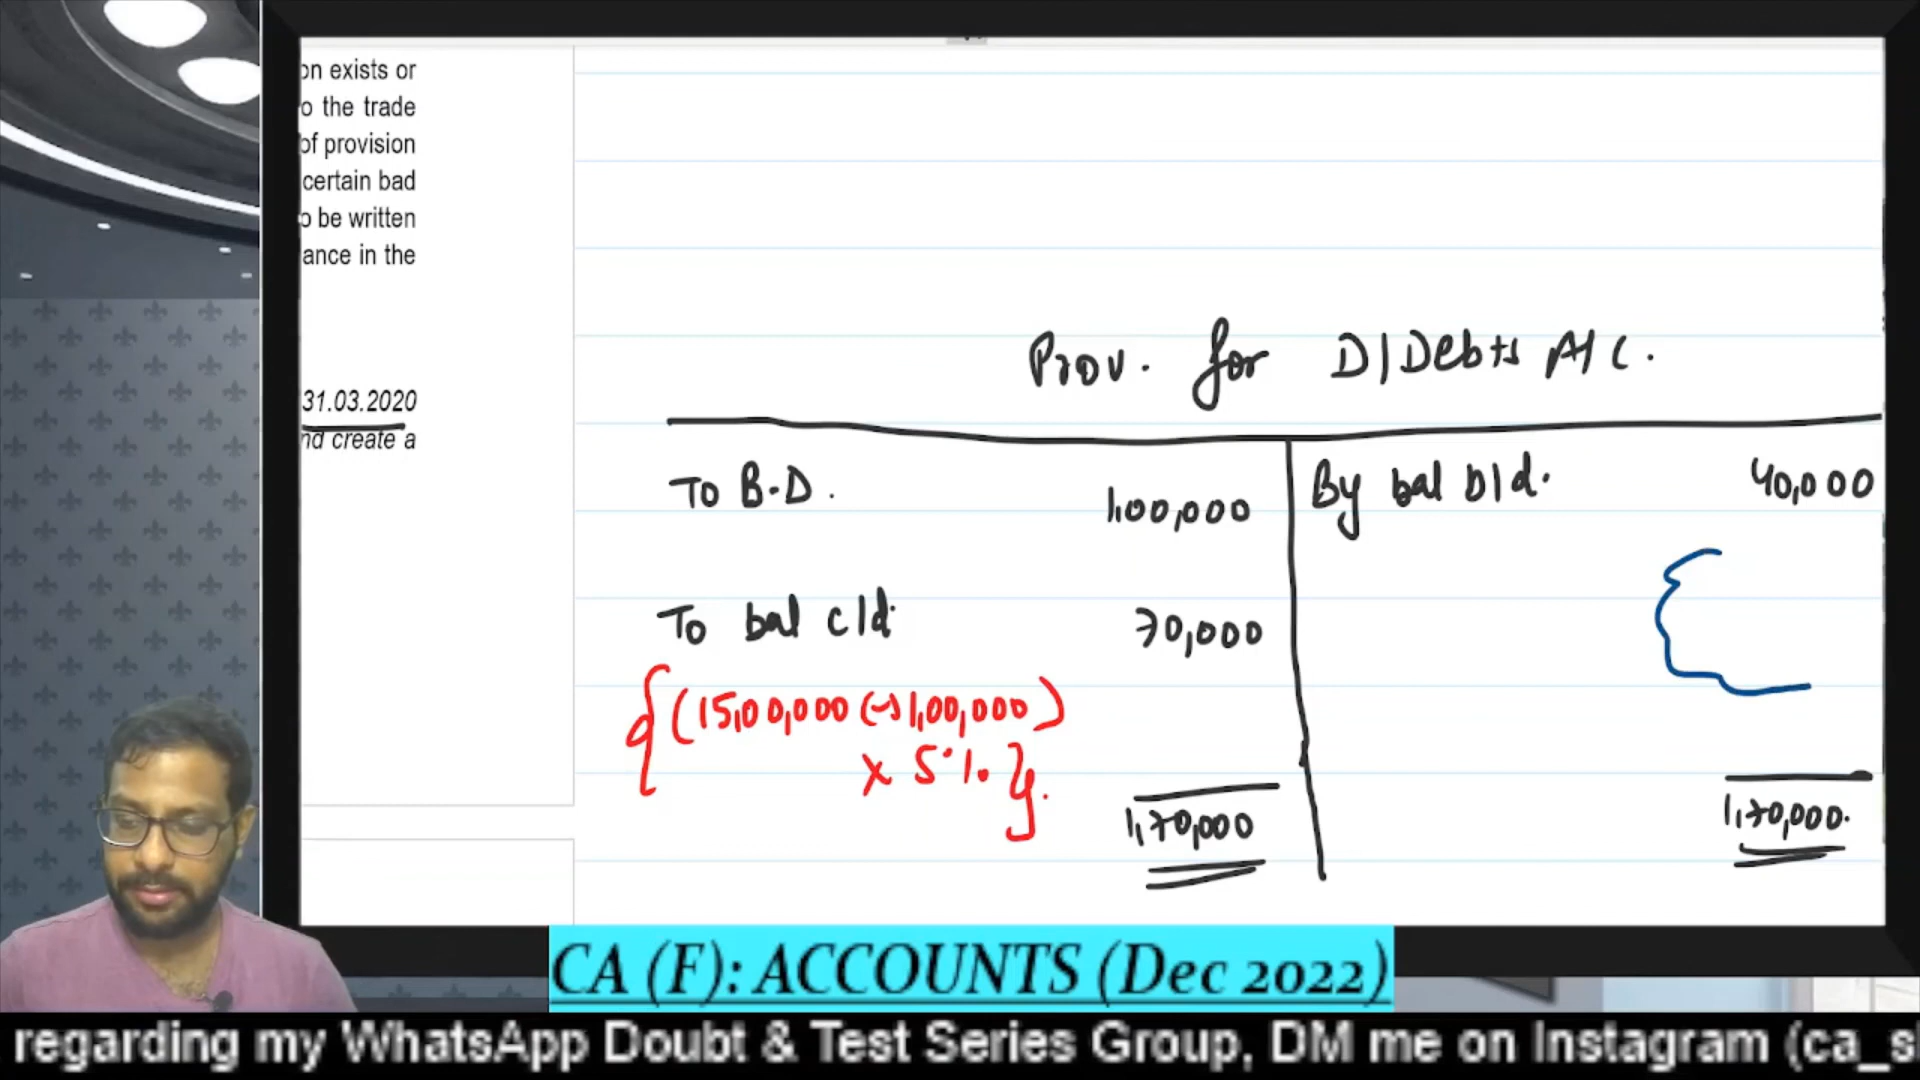 on exists or
o the trade
of provision
certain bad
o be written
ance in the
31.03.2020
nd create a
Prov. for D/Debts A/C.
To B.D. 1,00,000 By bal b/d. 40,000
To bal c/d 70,000
{(15,00,000 (-) 1,00,000)
x 5%}.
1,70,000 1,70,000.
CA (F): ACCOUNTS (Dec 2022)
regarding my WhatsApp Doubt & Test Series Group, DM me on Instagram (ca_s